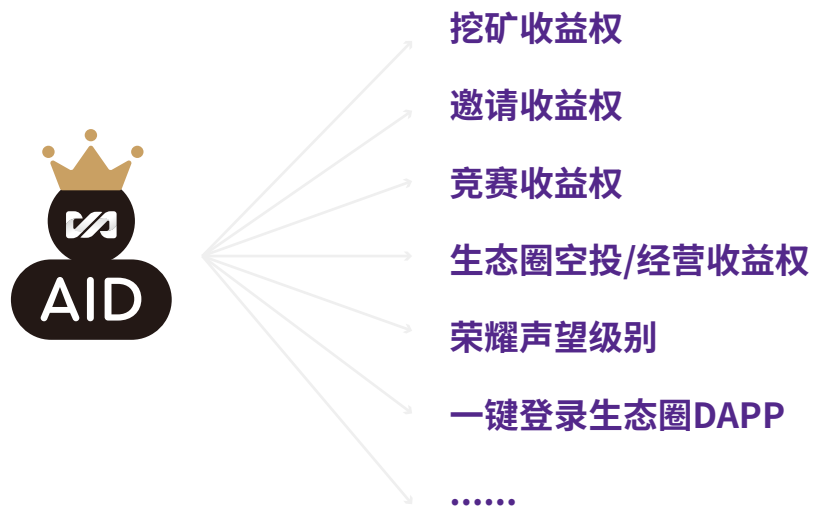 挖矿收益权
邀请收益权
竞赛收益权
生态圈空投/经营收益权
荣耀声望级别
一键登录生态圈DAPP
......
AID